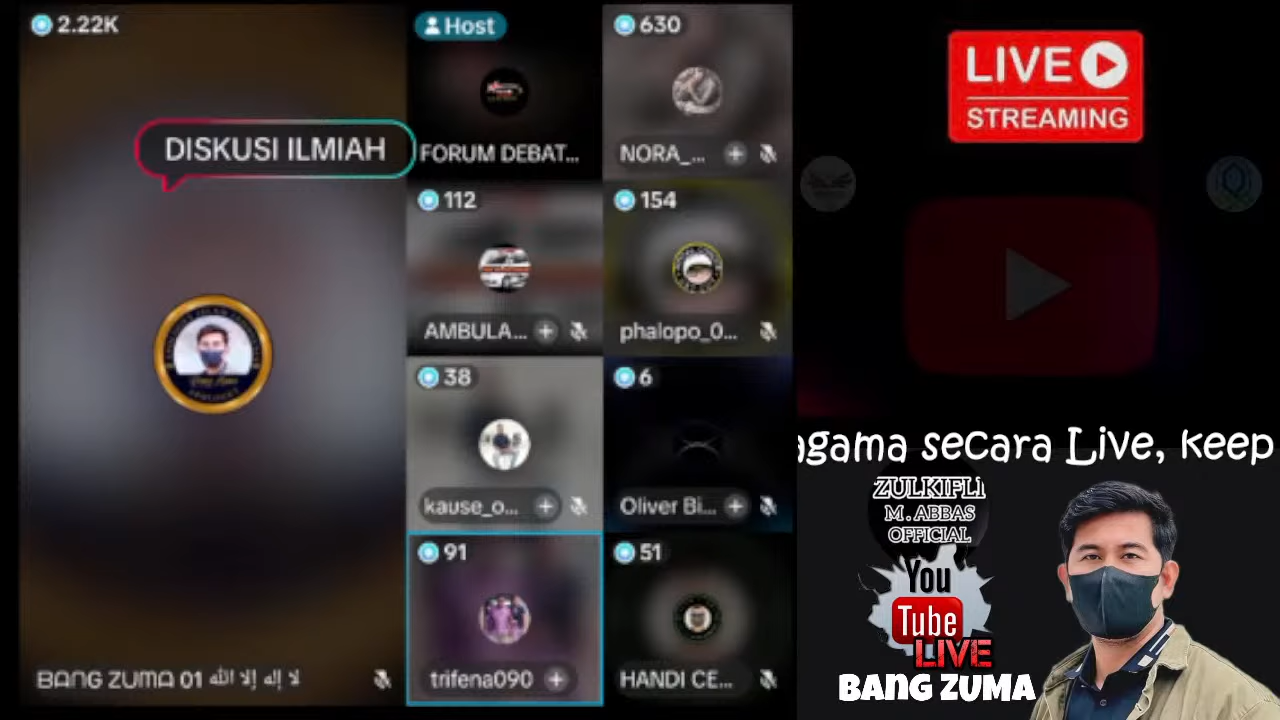 2.22K
DISKUSI ILMIAH
BANG ZUMA 01 لا إله إلا الله
Host
FORUM DEBAT...
630
NORA_...
112
AMBULA...
154
phalopo_0...
38
kause_o...
6
Oliver Bi...
91
trifena090
51
HANDI CE...
LIVE
STREAMING
agama secara Live, keep
ZULKIFLI
M. ABBAS
OFFICIAL
You
Tube
LIVE
BANG ZUMA